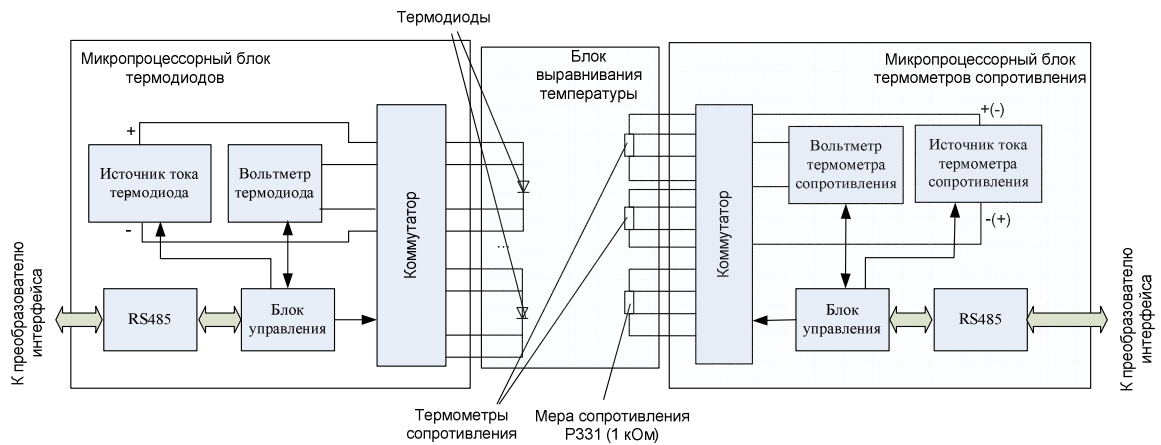 Термодиоды
Микропроцессорный блок
термодиодов
Блок
выравнивания
температуры
Микропроцессорный блок
термометров сопротивления
+
Источник тока
термодиода
-
Вольтметр
термодиода
Коммутатор
...
Коммутатор
Вольтметр
термометра
сопротивления
+(-)
Источник тока
термометра
сопротивления
-(+)
К преобразователю
интерфейса
RS485
Блок
управления
Блок
управления
RS485
К преобразователю
интерфейса
Термометры
сопротивления
Мера сопротивления
Р331 (1 кОм)